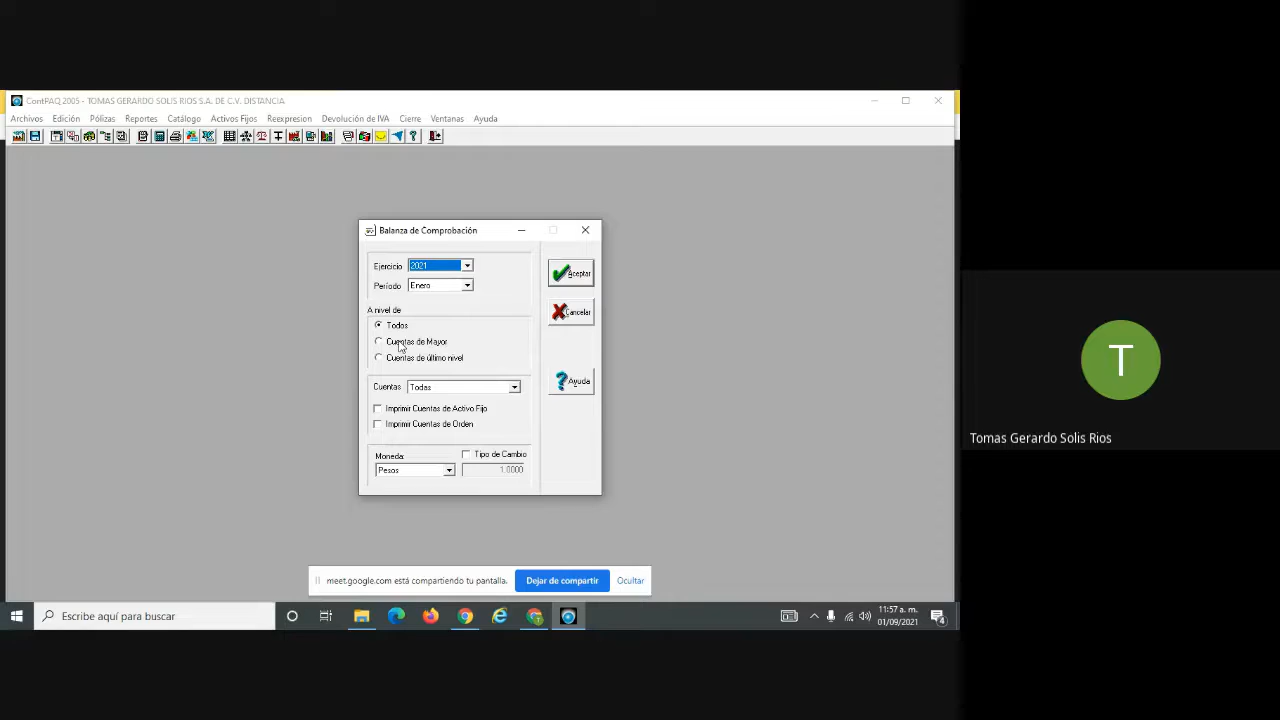 ContPAQ 2005 - TOMAS GERARDO SOLIS RIOS S.A. DE C.V. DISTANCIA
Archivos Edición Pólizas Reportes Catálogo Activos Fijos Reexpresion Devolución de IVA Cierre Ventanas Ayuda
Balanza de Comprobación
Ejercicio 2021
Período Enero
Aceptar
Cancelar
Ayuda
A nivel de
Todos
Cuentas de Mayor
Cuentas de último nivel
Cuentas Todas
Imprimir Cuentas de Activo Fijo
Imprimir Cuentas de Orden
Moneda:
Tipo de Cambio
Pesos
1.0000
T
Tomas Gerardo Solis Rios
meet.google.com está compartiendo tu pantalla. Dejar de compartir Ocultar
Escribe aquí para buscar
11:57 a. m.
01/09/2021
4